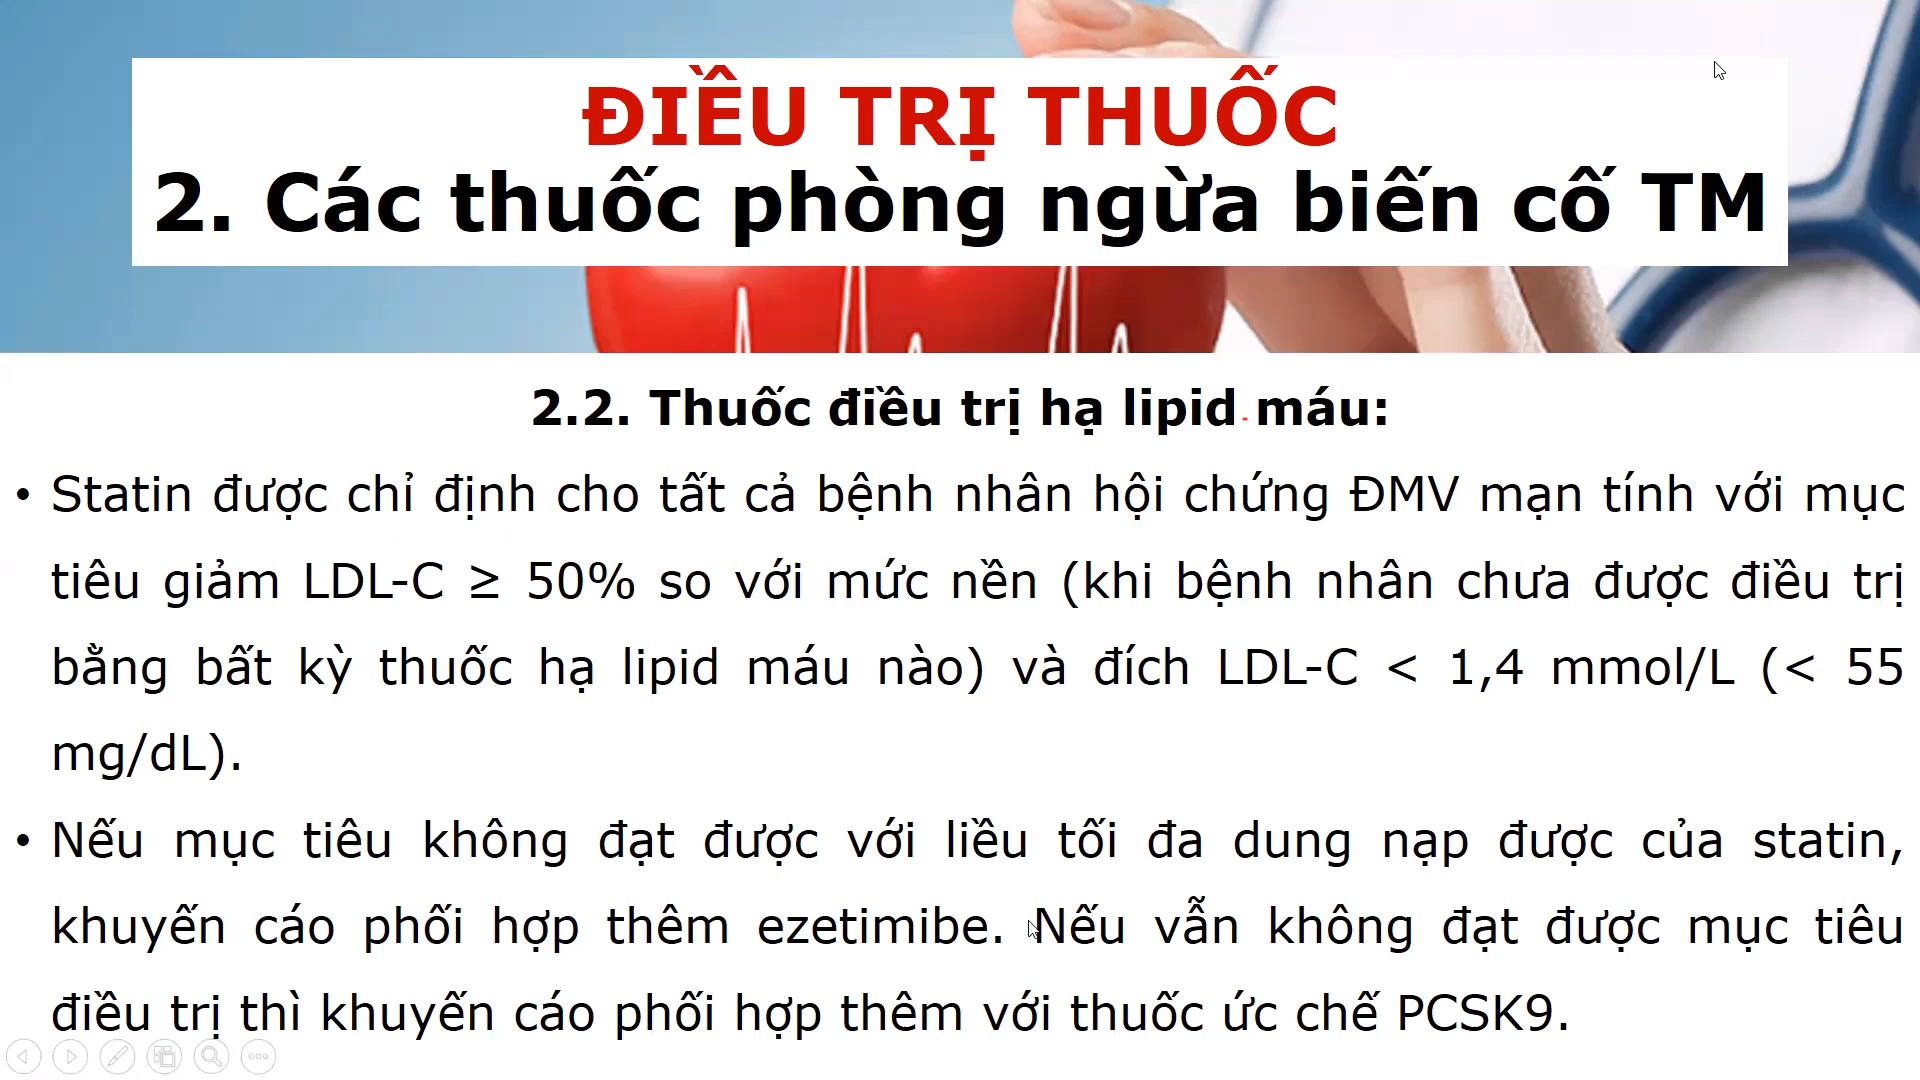 ĐIỀU TRỊ THUỐC
2. Các thuốc phòng ngừa biến cố TM
2.2. Thuốc điều trị hạ lipid máu:
• Statin được chỉ định cho tất cả bệnh nhân hội chứng ĐMV mạn tính với mục
tiêu giảm LDL-C ≥ 50% so với mức nền (khi bệnh nhân chưa được điều trị
bằng bất kỳ thuốc hạ lipid máu nào) và đích LDL-C < 1,4 mmol/L (< 55
mg/dL).
• Nếu mục tiêu không đạt được với liều tối đa dung nạp được của statin,
khuyến cáo phối hợp thêm ezetimibe. Nếu vẫn không đạt được mục tiêu
điều trị thì khuyến cáo phối hợp thêm với thuốc ức chế PCSK9.